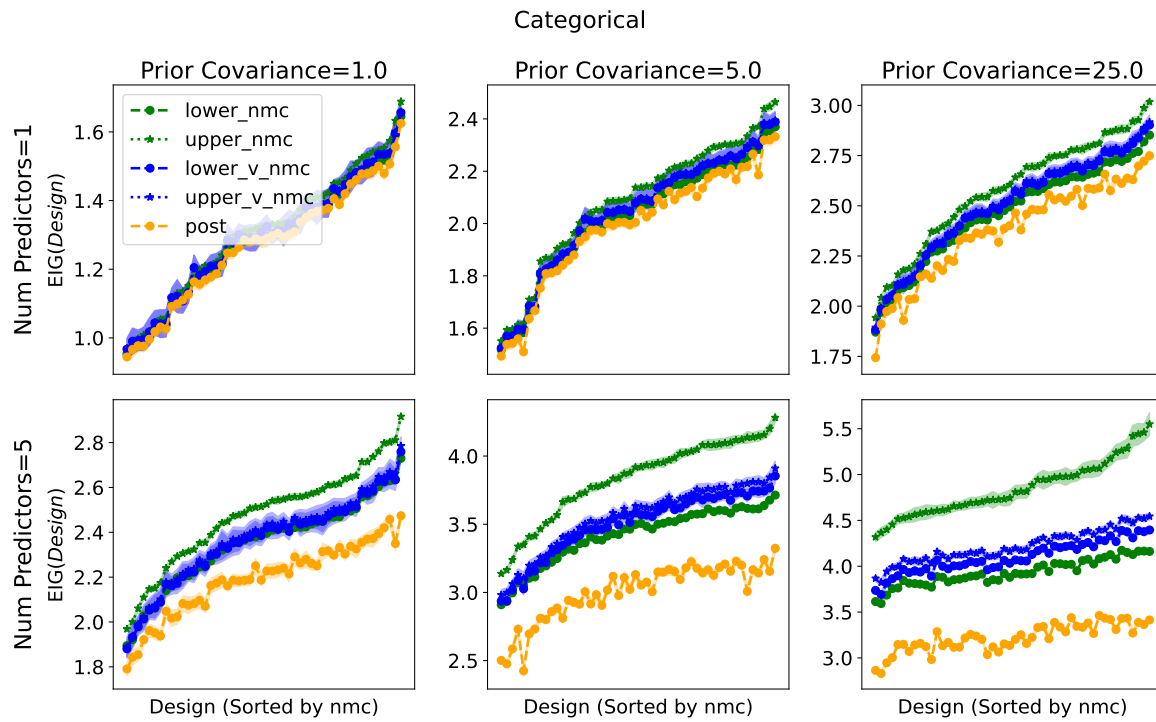 Categorical
Prior Covariance=1.0
Prior Covariance=5.0
Prior Covariance=25.0
Num Predictors=1
EIG(Design)
1.6
1.4
1.2
1.0
lower_nmc
upper_nmc
lower_v_nmc
upper_v_nmc
post
2.4
2.2
2.0
1.8
1.6
3.00
2.75
2.50
2.25
2.00
1.75
Num Predictors=5
EIG(Design)
2.8
2.6
2.4
2.2
2.0
1.8
4.0
3.5
3.0
2.5
5.5
5.0
4.5
4.0
3.5
3.0
Design (Sorted by nmc)
Design (Sorted by nmc)
Design (Sorted by nmc)